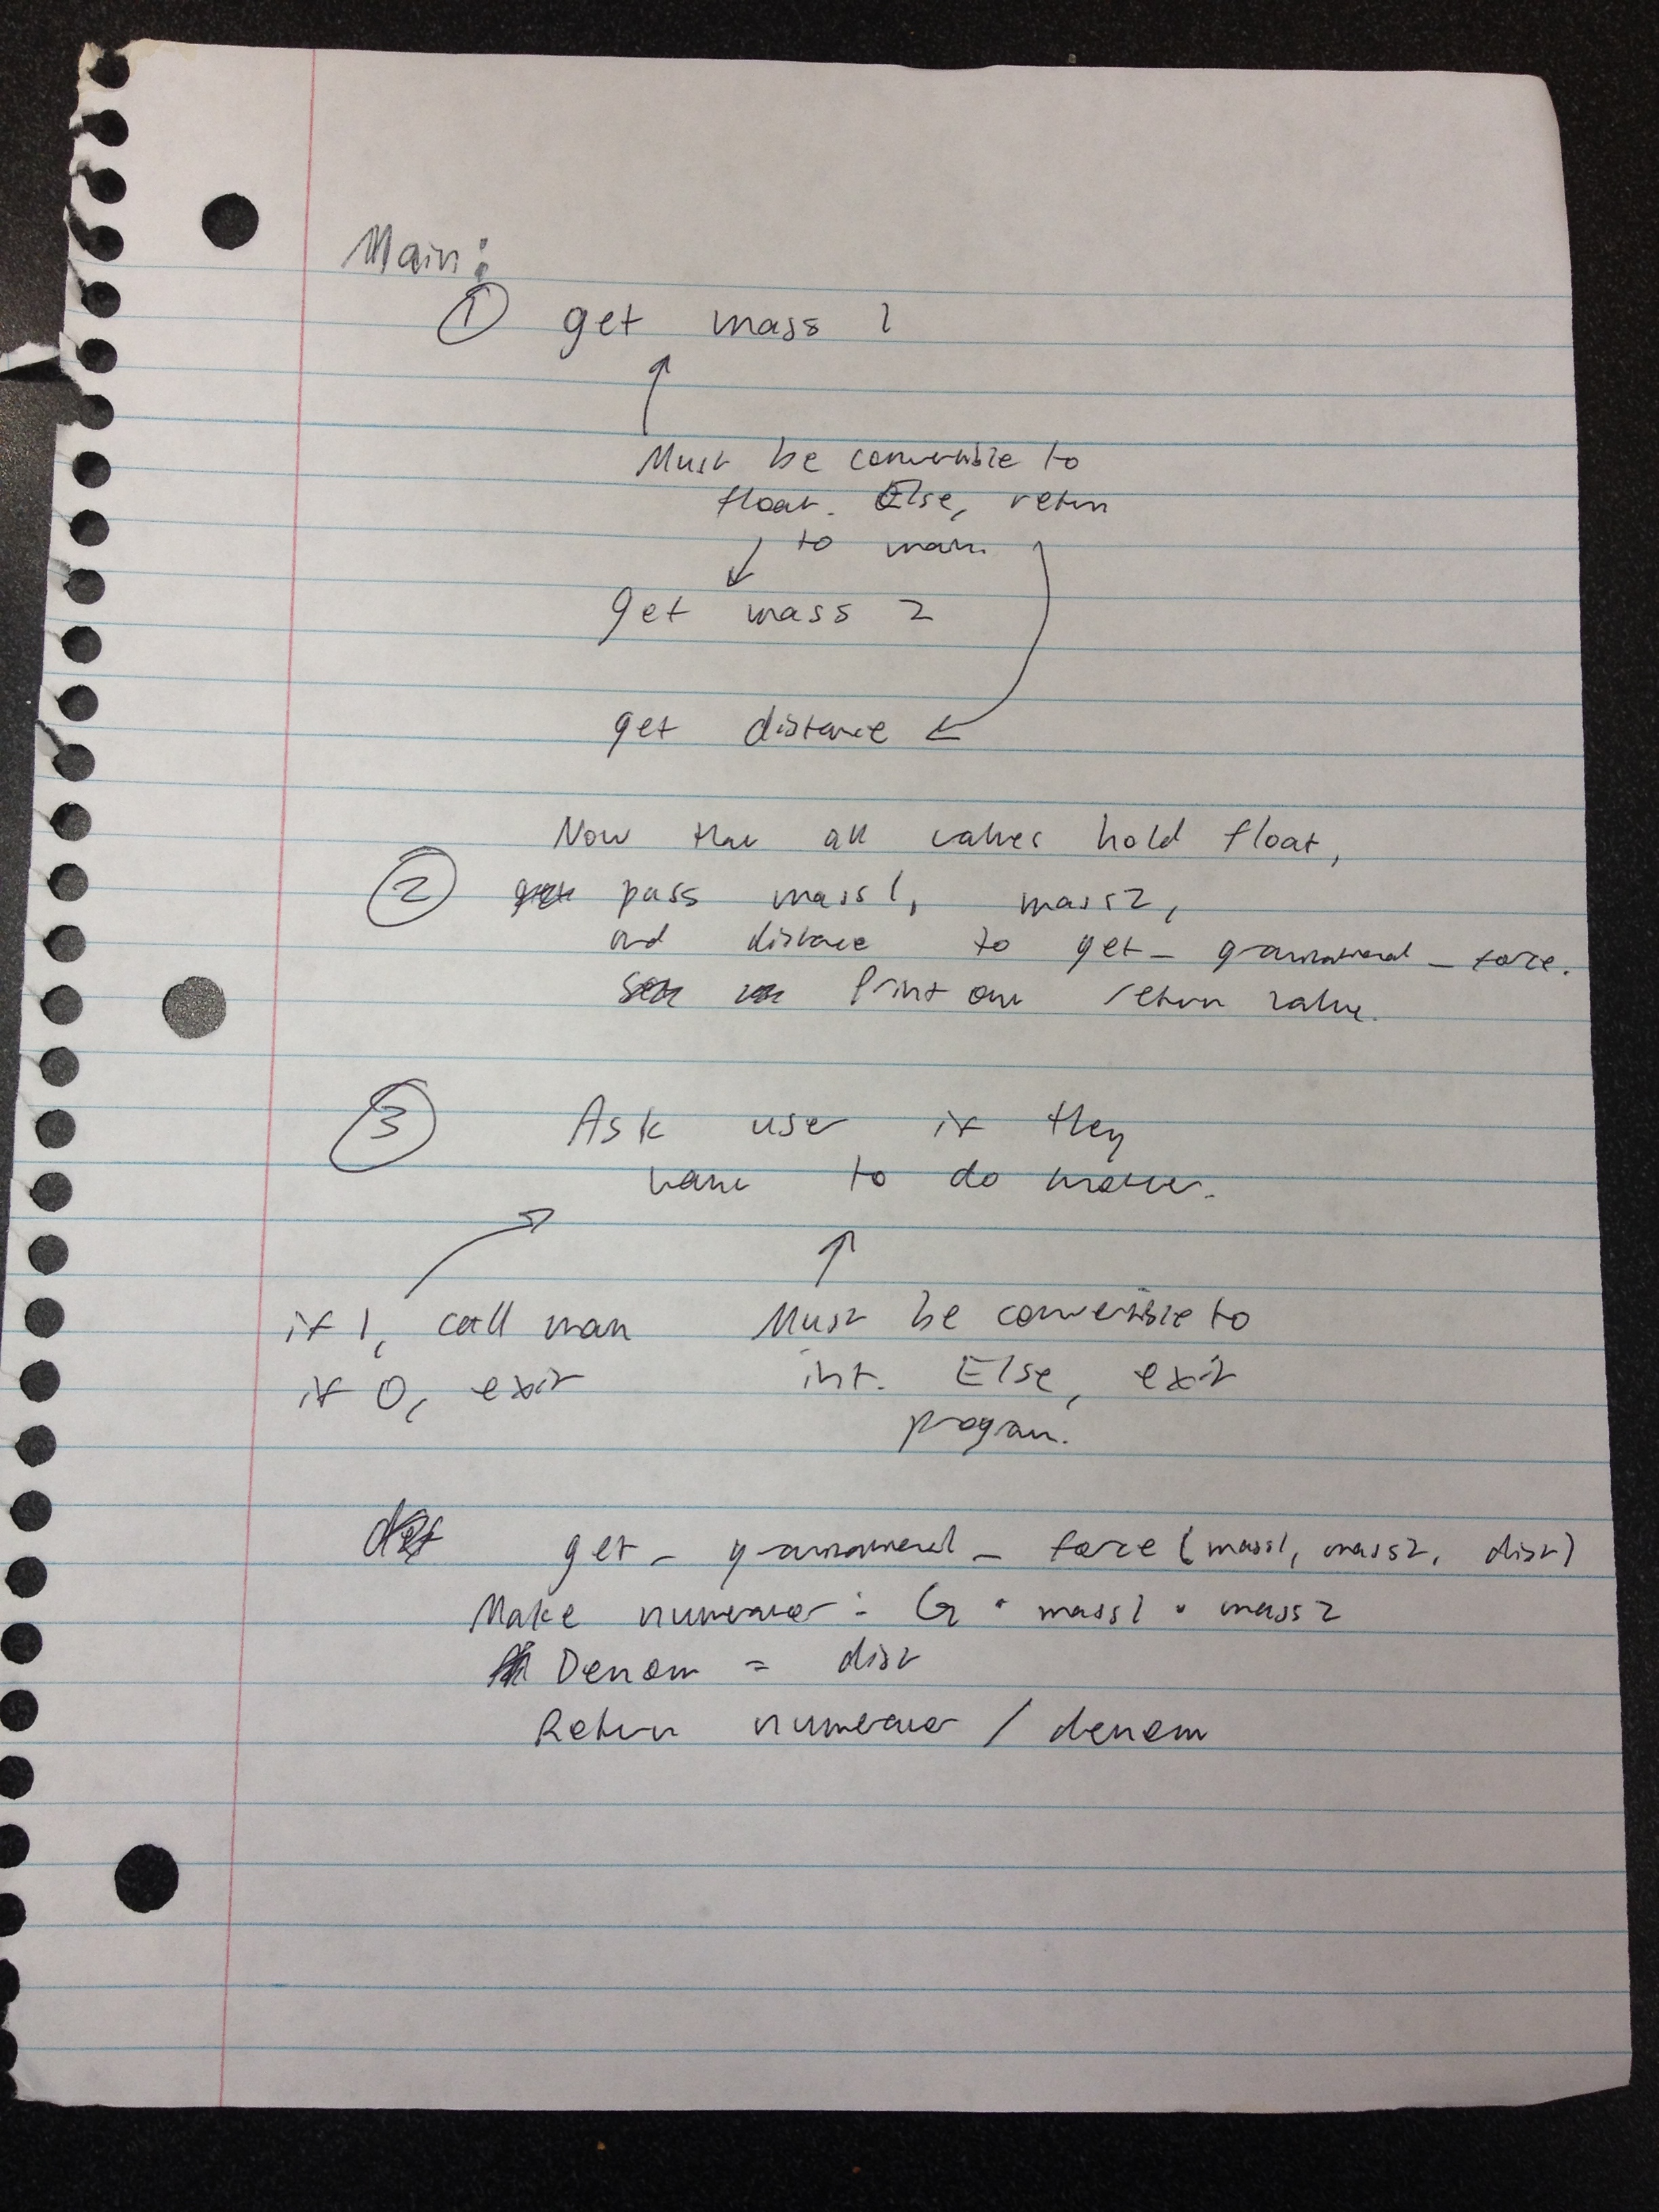 Main:
① get mass 1
Must be convertible to
float. Else, return
to main
get mass 2
get distance
Now that all values hold float,
② pass mass1, mass2,
and distance to get_gravitational_force.
Print our return value.
③ Ask user if they
want to do another.
if 1, call main
if 0, exit
Must be convertible to
int. Else, exit
program.
def get_gravitational_force(mass1, mass2, dist)
Make numerator: G • mass1 • mass2
Denom = dist
Return numerator / denom